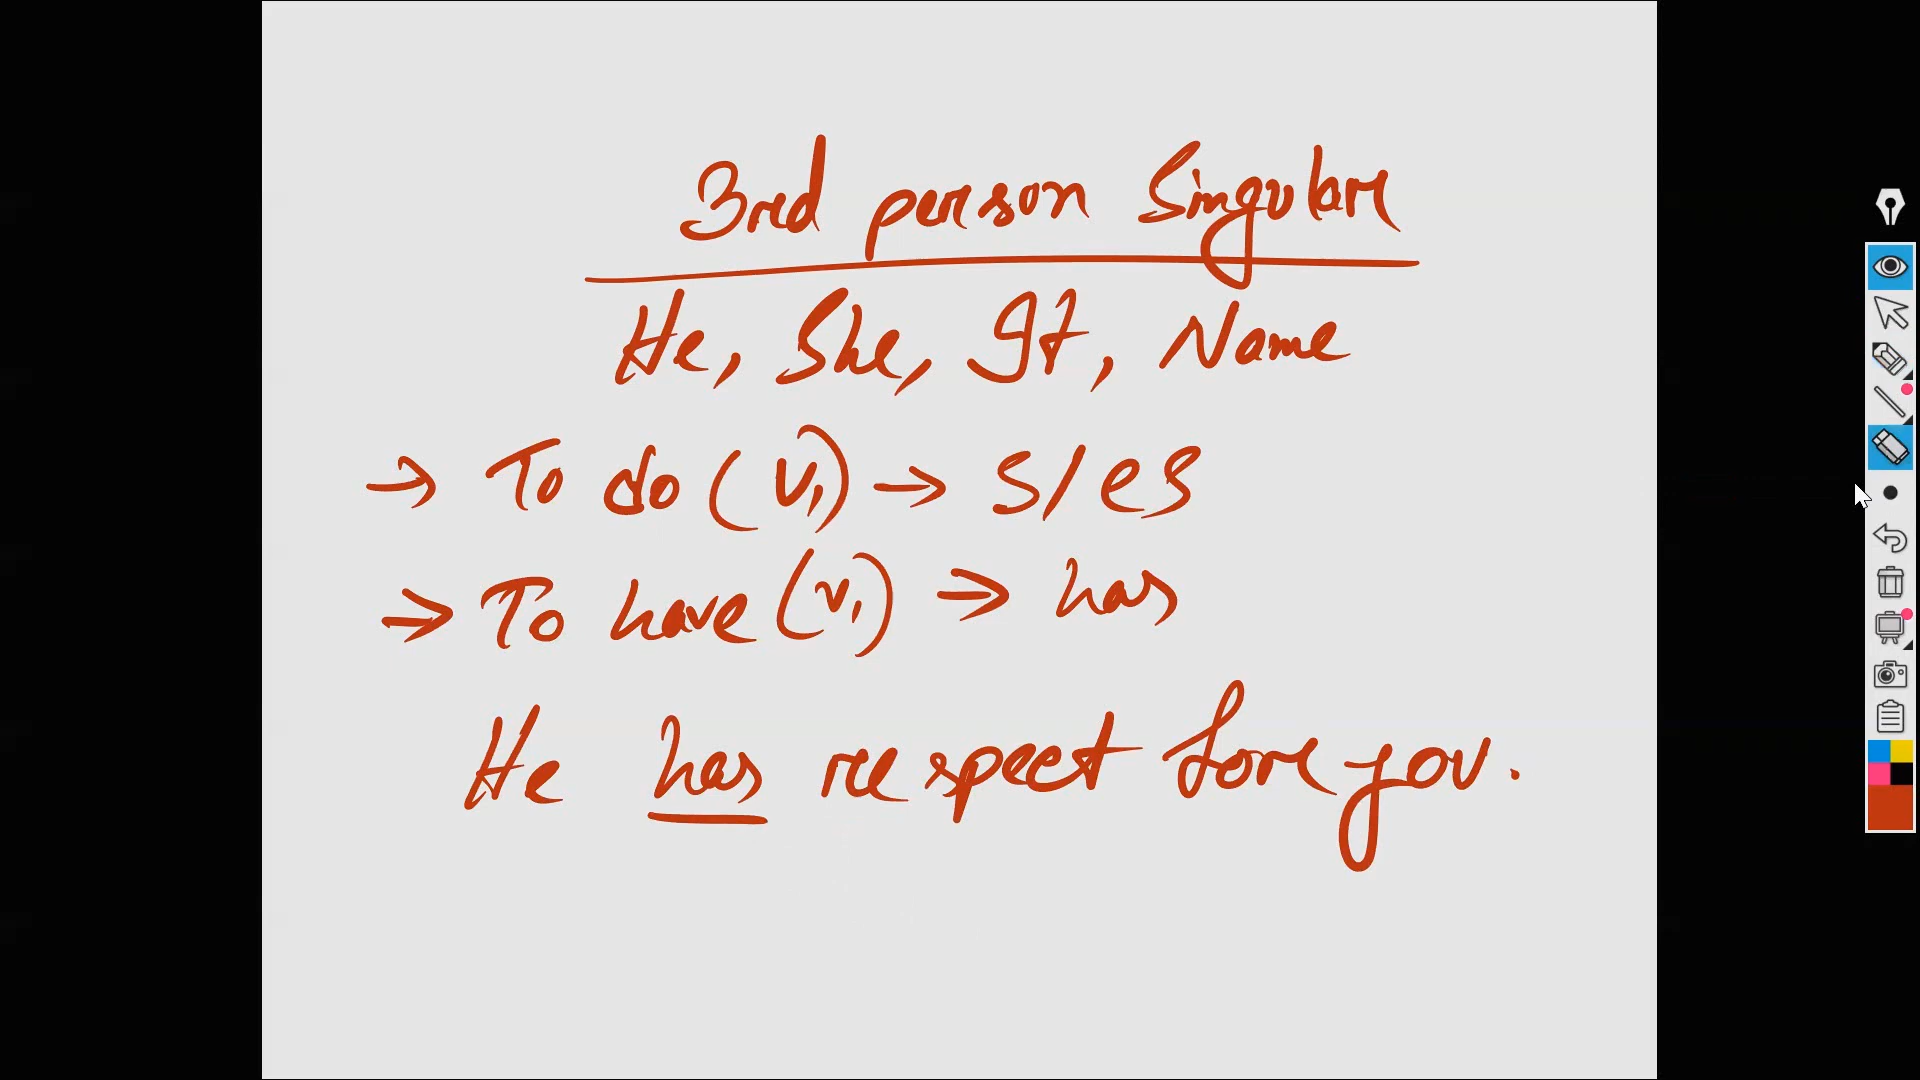 3rd person Singular
He, She, It, Name
→ To do (V₁) → s/es
→ To have (v₁) → has
He has respect for you.